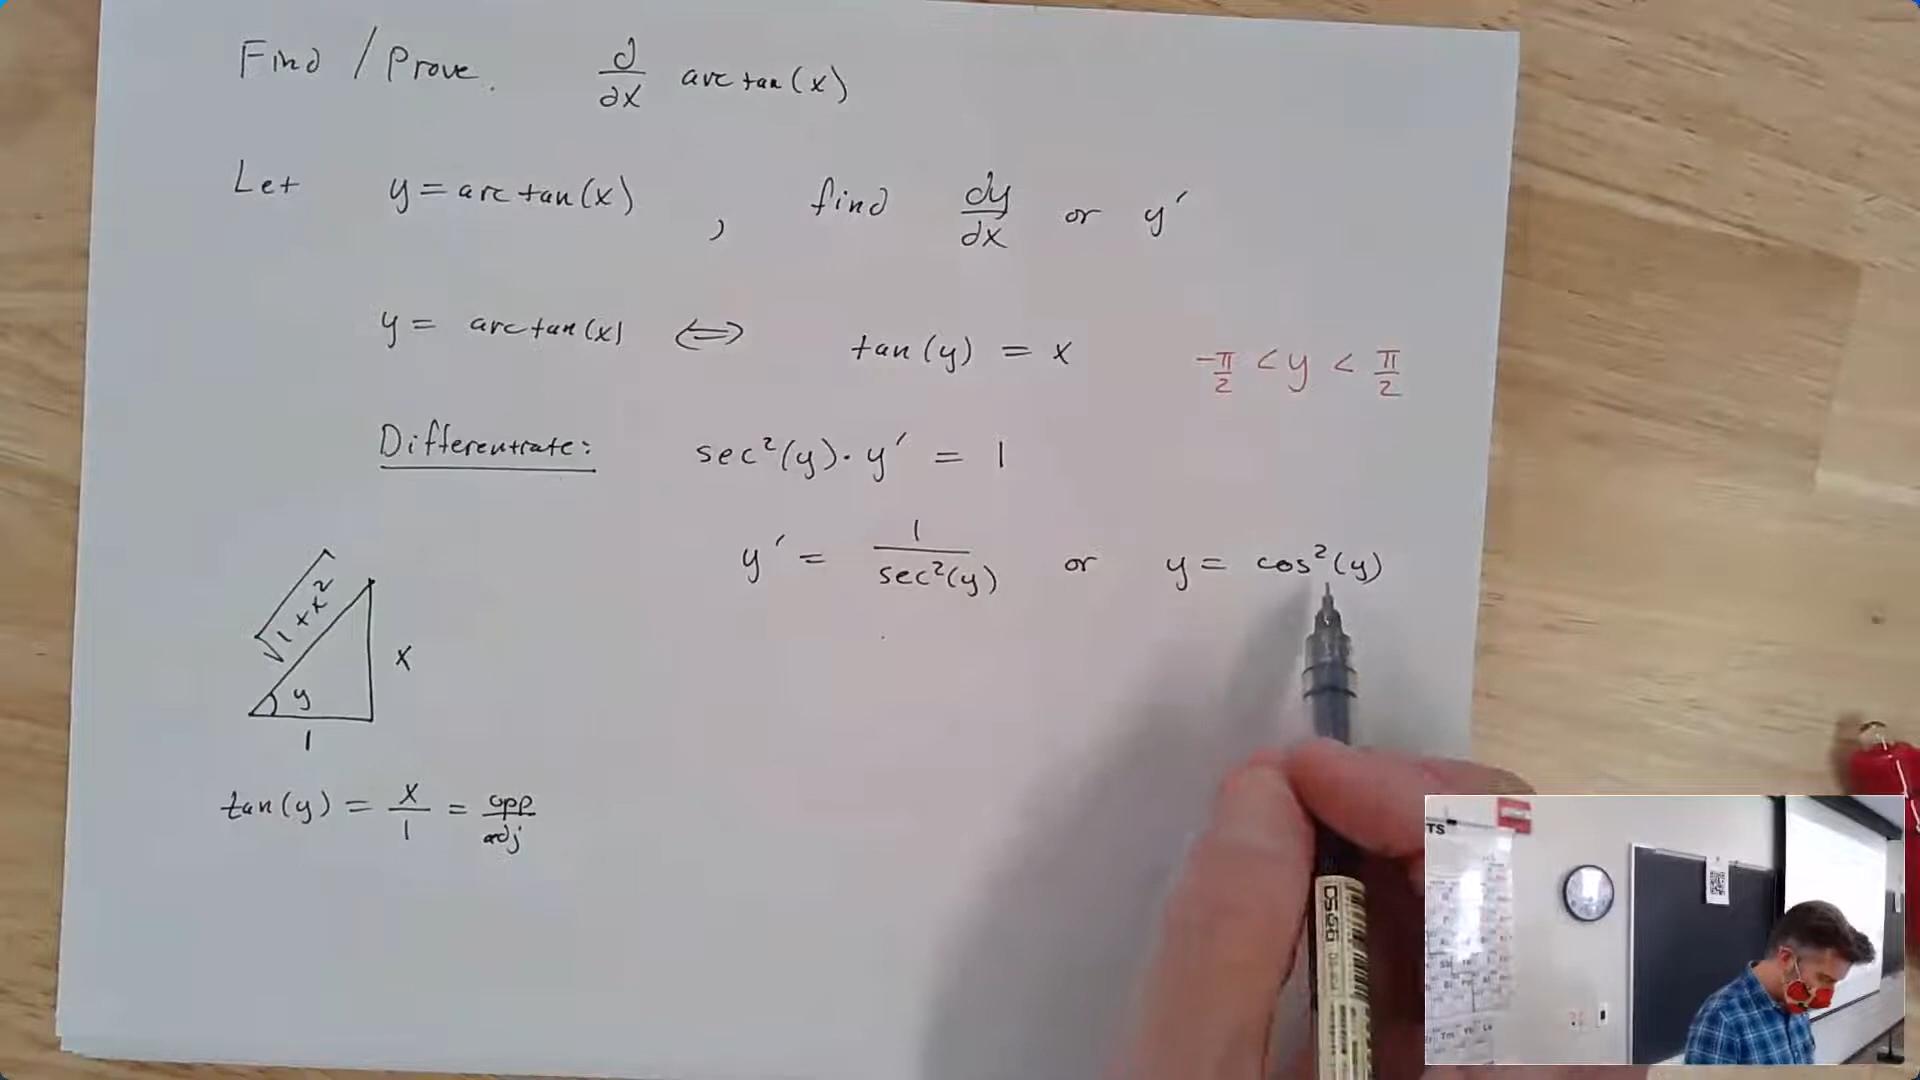 Find / Prove. d/dx arctan(x)
Let y = arctan(x) , find dy/dx or y′
y = arctan(x) ⟺ tan(y) = x -π/2 < y < π/2
Differentiate: sec²(y)· y′ = 1
y′ = 1/sec²(y) or y = cos²(y)
√1+x²
x
y
1
tan(y) = x/1 = opp/adj
TS